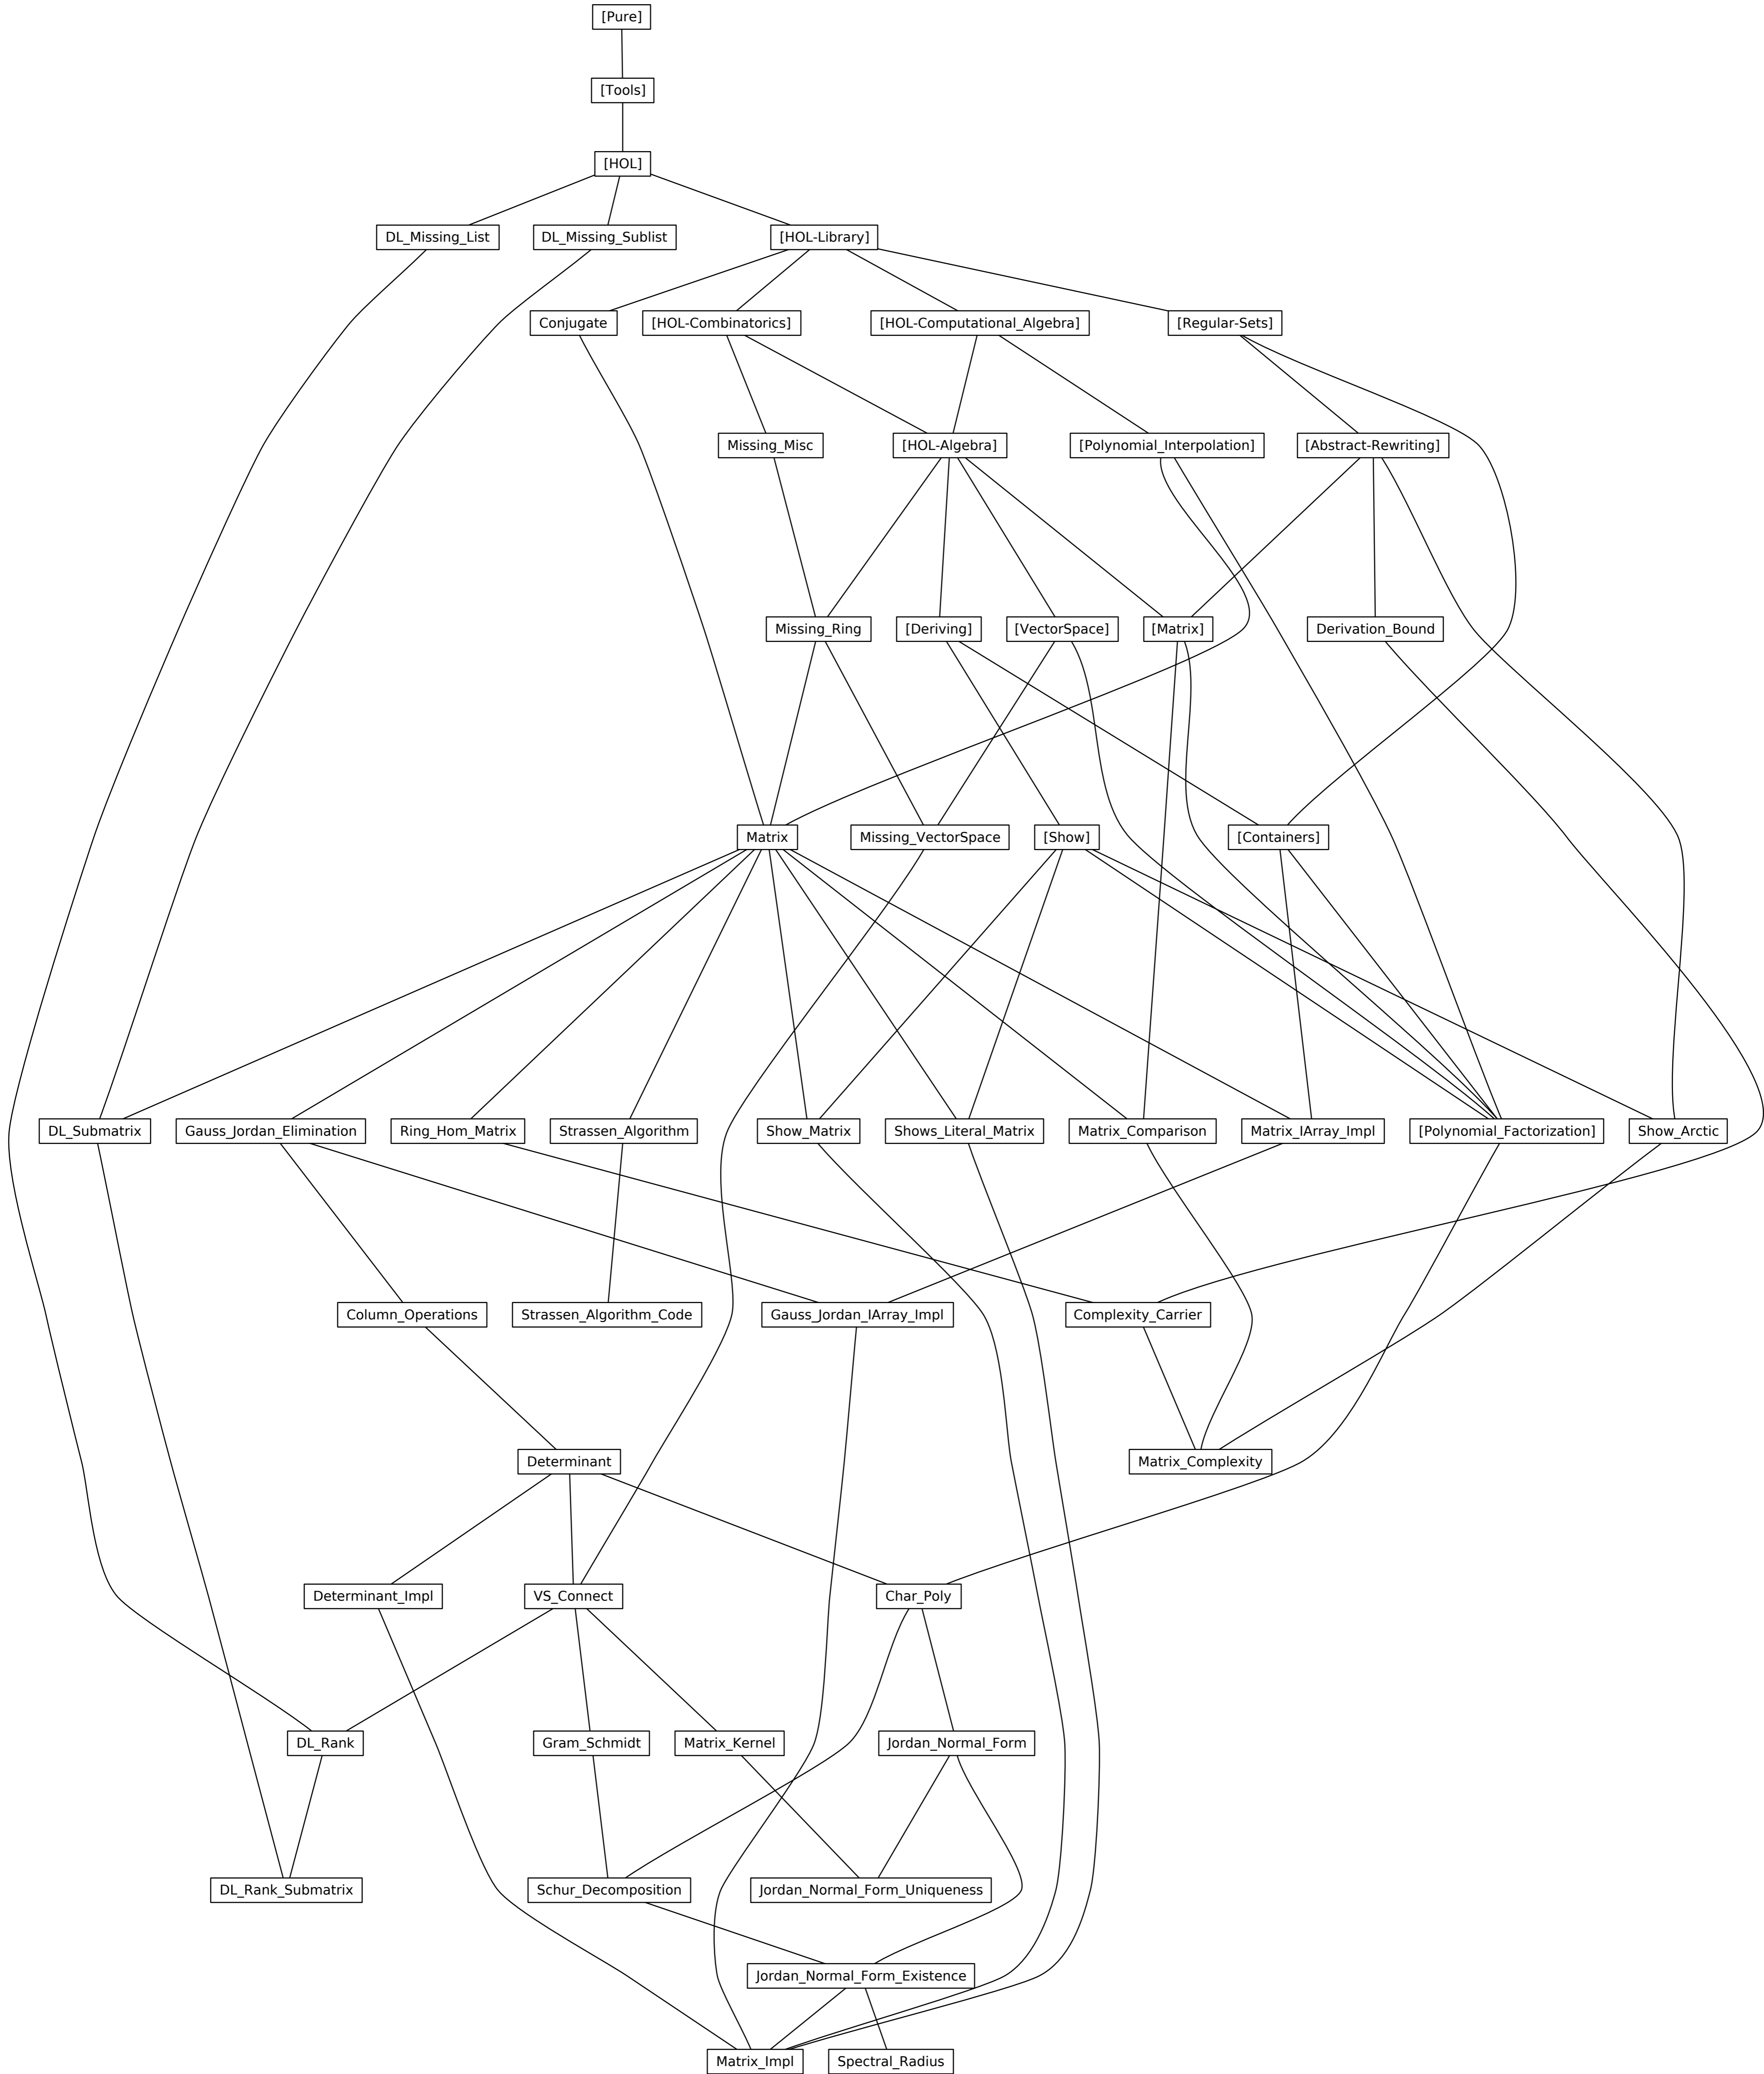 [Pure]
[Tools]
[HOL]
DL_Missing_List
DL_Missing_Sublist
[HOL-Library]
Conjugate
[HOL-Combinatorics]
[HOL-Computational_Algebra]
[Regular-Sets]
Missing_Misc
[HOL-Algebra]
[Polynomial_Interpolation]
[Abstract-Rewriting]
Missing_Ring
[Deriving]
[VectorSpace]
[Matrix]
Derivation_Bound
Matrix
Missing_VectorSpace
[Show]
[Containers]
DL_Submatrix
Gauss_Jordan_Elimination
Ring_Hom_Matrix
Strassen_Algorithm
Show_Matrix
Shows_Literal_Matrix
Matrix_Comparison
Matrix_IArray_Impl
[Polynomial_Factorization]
Show_Arctic
Column_Operations
Strassen_Algorithm_Code
Gauss_Jordan_IArray_Impl
Complexity_Carrier
Determinant
Matrix_Complexity
Determinant_Impl
VS_Connect
Char_Poly
DL_Rank
Gram_Schmidt
Matrix_Kernel
Jordan_Normal_Form
DL_Rank_Submatrix
Schur_Decomposition
Jordan_Normal_Form_Uniqueness
Jordan_Normal_Form_Existence
Matrix_Impl
Spectral_Radius